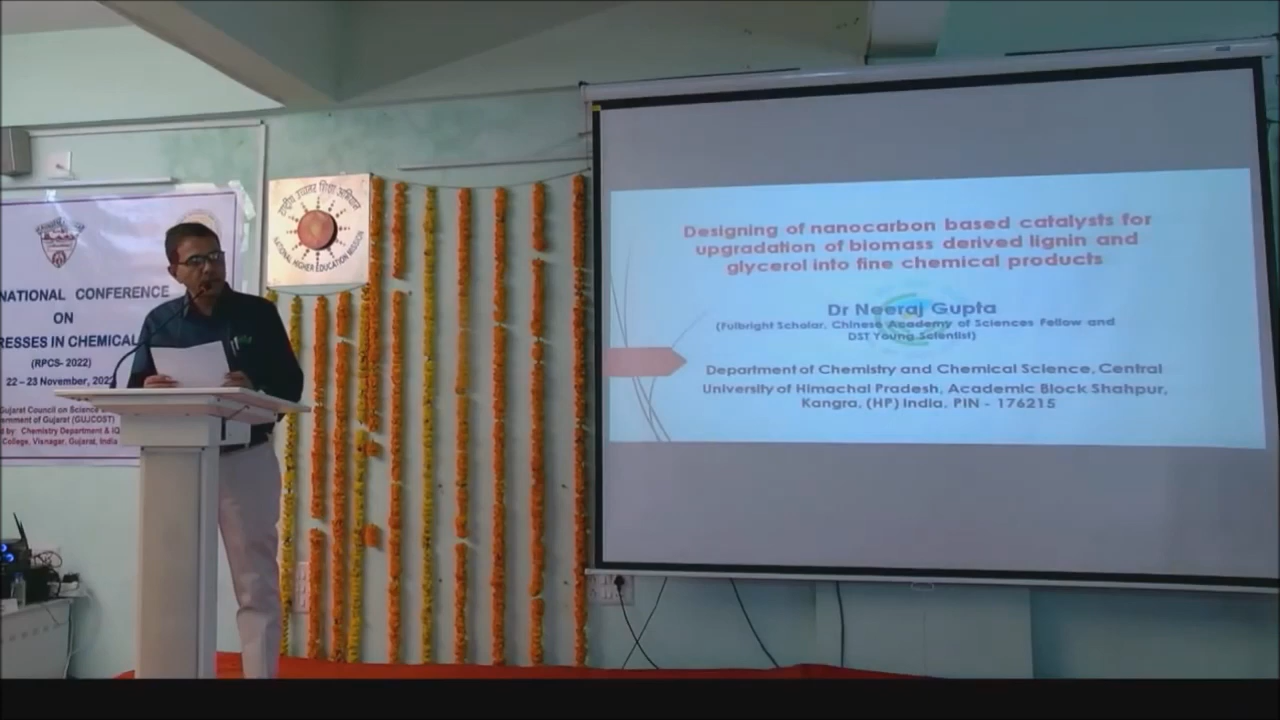 NATIONAL CONFERENCE
ON
RESSES IN CHEMICAL
(RPCS- 2022)
22 – 23 November, 2022
Gujarat Council on Science
ernment of Gujarat (GUJCOST)
d by: Chemistry Department & IQ
College, Visnagar, Gujarat, India
राष्ट्रीय उच्चतर शिक्षा अभियान
NATIONAL HIGHER EDUCATION MISSION
Designing of nanocarbon based catalysts for
upgradation of biomass derived lignin and
glycerol into fine chemical products
Dr Neeraj Gupta
(Fulbright Scholar, Chinese Academy of Sciences Fellow and
DST Young Scientist)
Department of Chemistry and Chemical Science, Central
University of Himachal Pradesh, Academic Block Shahpur,
Kangra, (HP) India, PIN - 176215